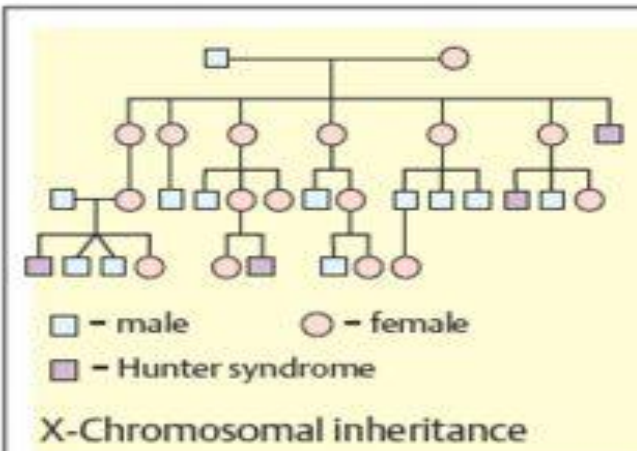 - male
- female
- Hunter syndrome
X-Chromosomal inheritance